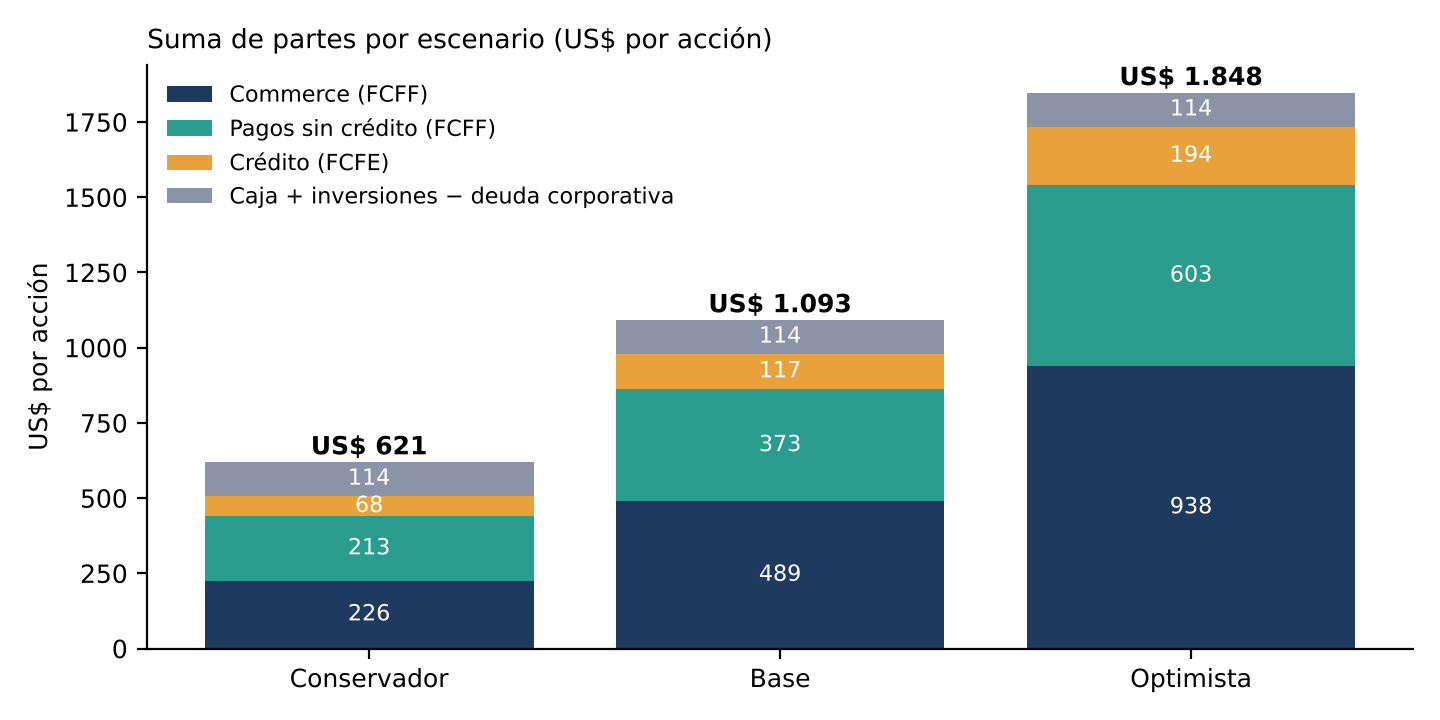 Suma de partes por escenario (US$ por acción)
Commerce (FCFF)
Pagos sin crédito (FCFF)
Crédito (FCFE)
Caja + inversiones − deuda corporativa
US$ por acción
1750
1500
1250
1000
750
500
250
0
US$ 621
114
68
213
226
US$ 1.093
114
117
373
489
US$ 1.848
114
194
603
938
Conservador
Base
Optimista